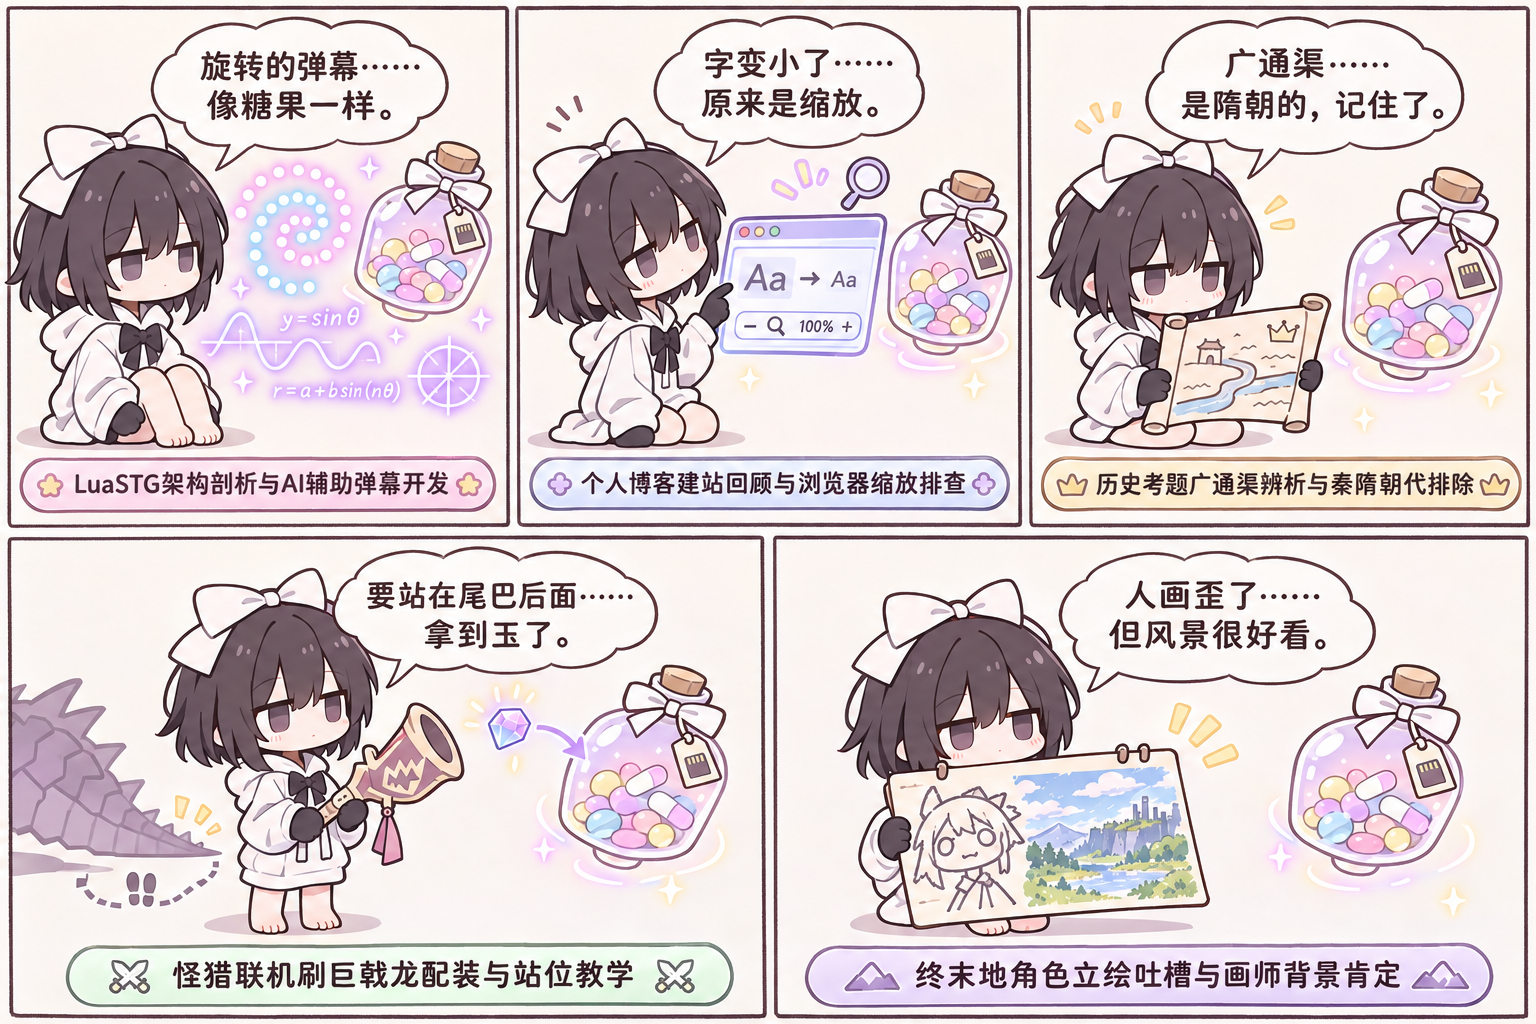 旋转的弹幕……
像糖果一样。
y=sinθ
r=a+bsin(nθ)
LuaSTG架构剖析与AI辅助弹幕开发
字变小了……
原来是缩放。
Aa → Aa
− 100% +
个人博客建站回顾与浏览器缩放排查
广通渠……
是隋朝的，记住了。
历史考题广通渠辨析与秦隋朝代排除
要站在尾巴后面……
拿到玉了。
怪猎联机刷巨戟龙配装与站位教学
人画歪了……
但风景很好看。
终末地角色立绘吐槽与画师背景肯定